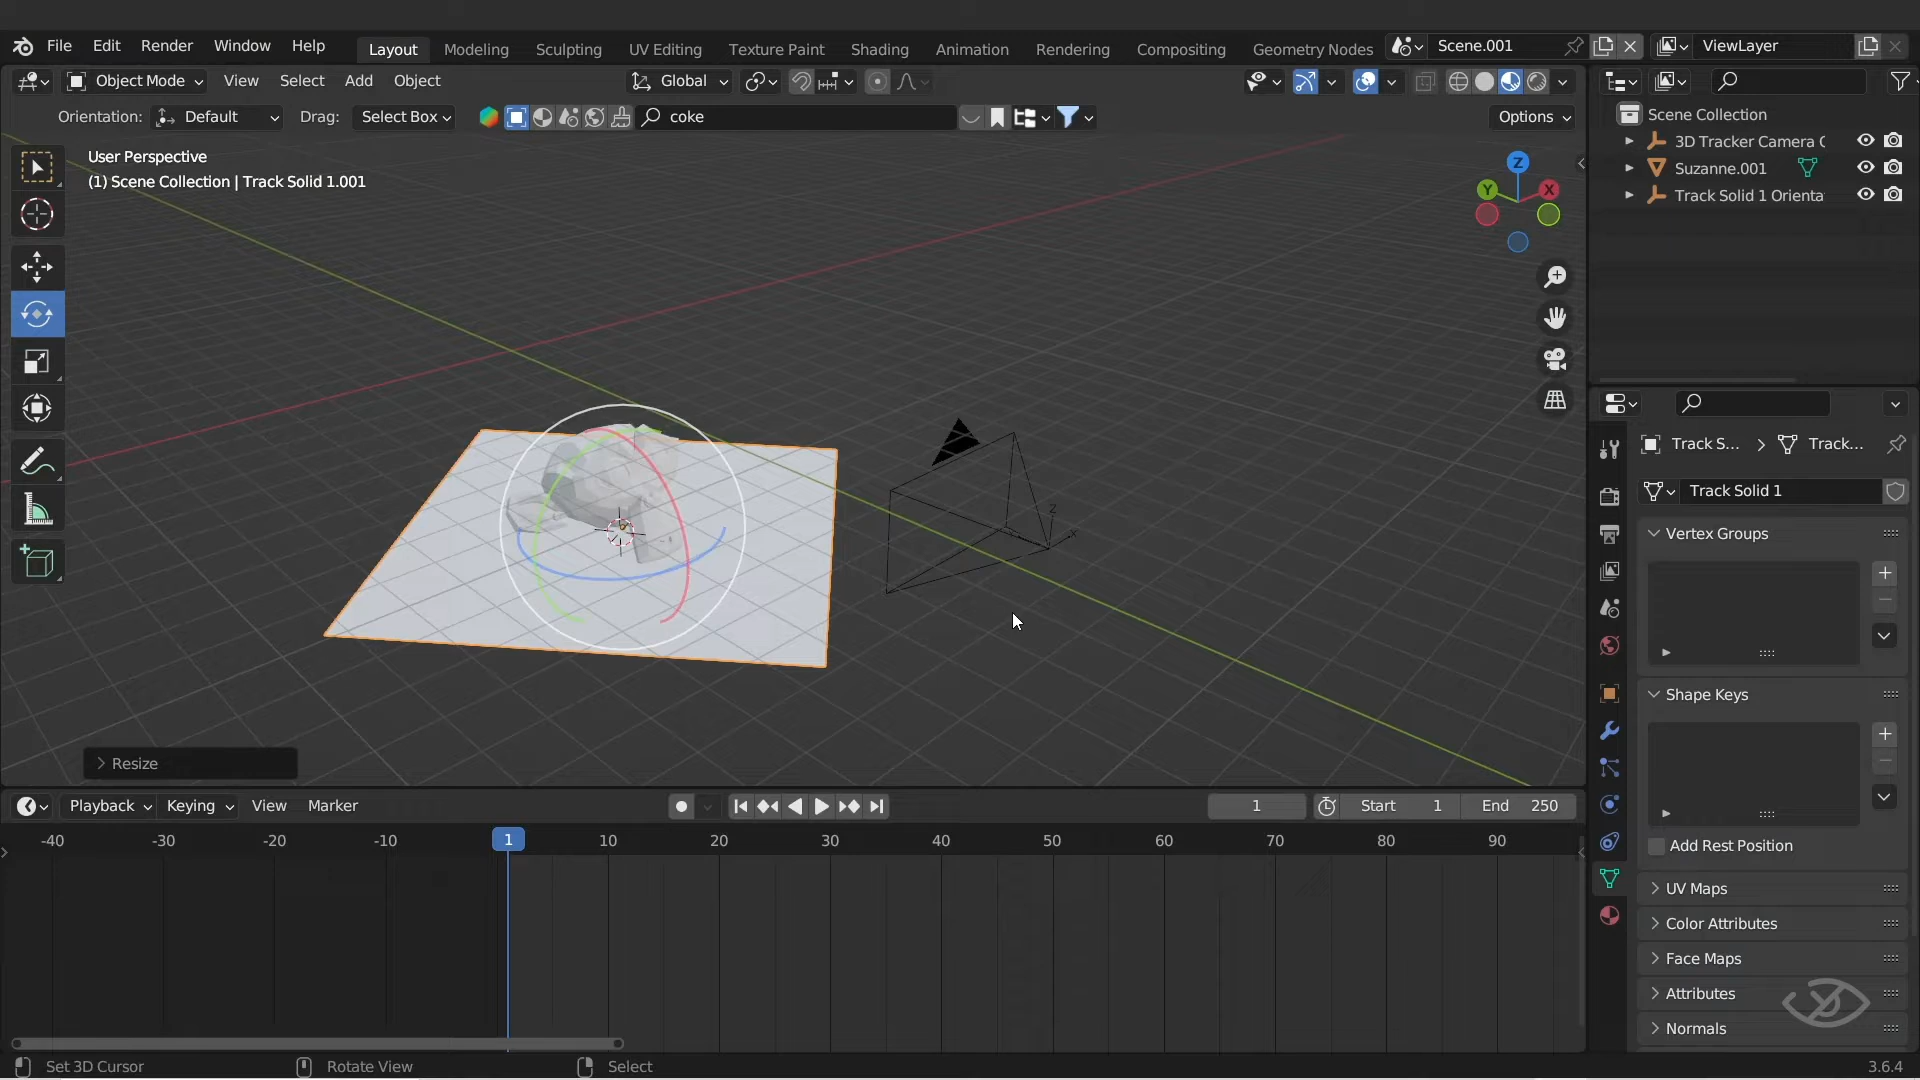 File Edit Render Window Help Layout Modeling Sculpting UV Editing Texture Paint Shading Animation Rendering Compositing Geometry Nodes Scene.001 ViewLayer
Object Mode View Select Add Object Global
Orientation: Default Drag: Select Box coke Options
User Perspective
(1) Scene Collection | Track Solid 1.001
Z
Y X
Scene Collection
3D Tracker Camera C
Suzanne.001
Track Solid 1 Orienta
Track S... Track...
Track Solid 1
Vertex Groups
Shape Keys
Add Rest Position
UV Maps
Color Attributes
Face Maps
Attributes
Normals
Z
X
Resize
Playback Keying View Marker 1 Start 1 End 250
-40 -30 -20 -10 1 10 20 30 40 50 60 70 80 90
Set 3D Cursor Rotate View Select 3.6.4